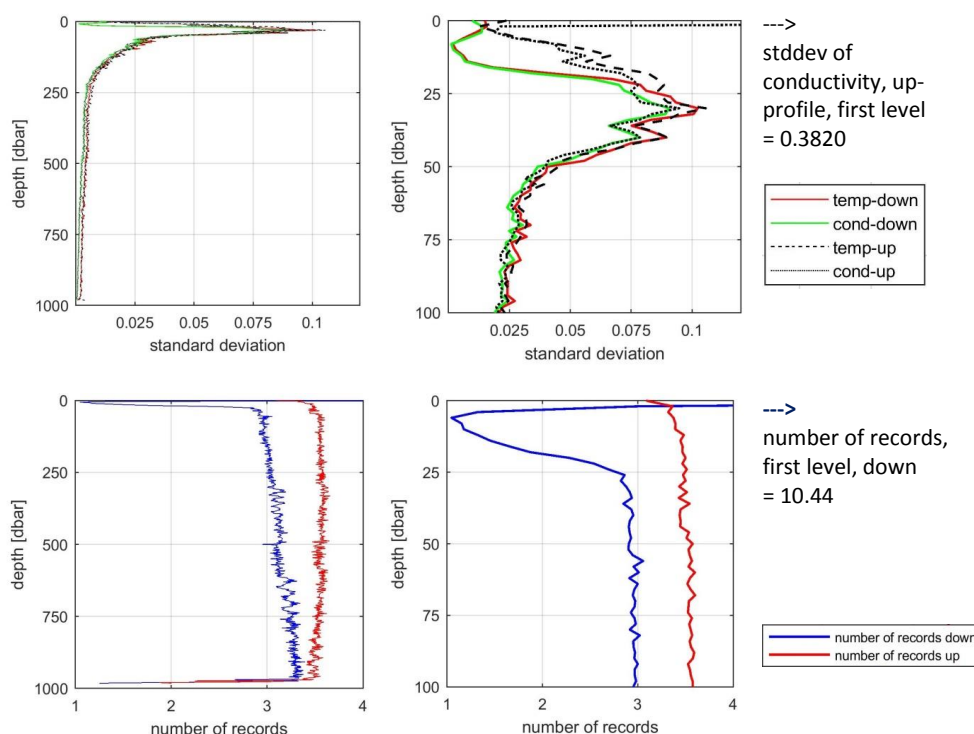 0
250
500
750
1000
depth [dbar]
0.025 0.05 0.075 0.1
standard deviation
0
25
50
75
100
depth [dbar]
0.025 0.05 0.075 0.1
standard deviation
--->
stddev of
conductivity, up-
profile, first level
= 0.3820
temp-down
cond-down
temp-up
cond-up
0
250
500
750
1000
depth [dbar]
1 2 3 4
number of records
0
25
50
75
100
depth [dbar]
1 2 3 4
number of records
--->
number of records,
first level, down
= 10.44
number of records down
number of records up